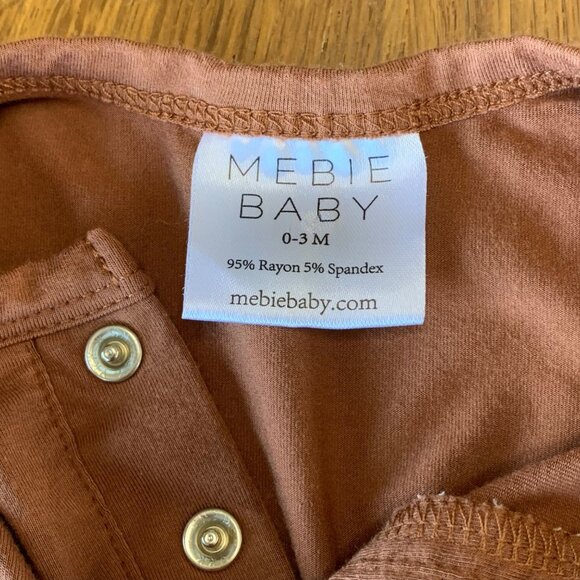 MEBIE
BABY
0-3 M
95% Rayon 5% Spandex
mebiebaby.com